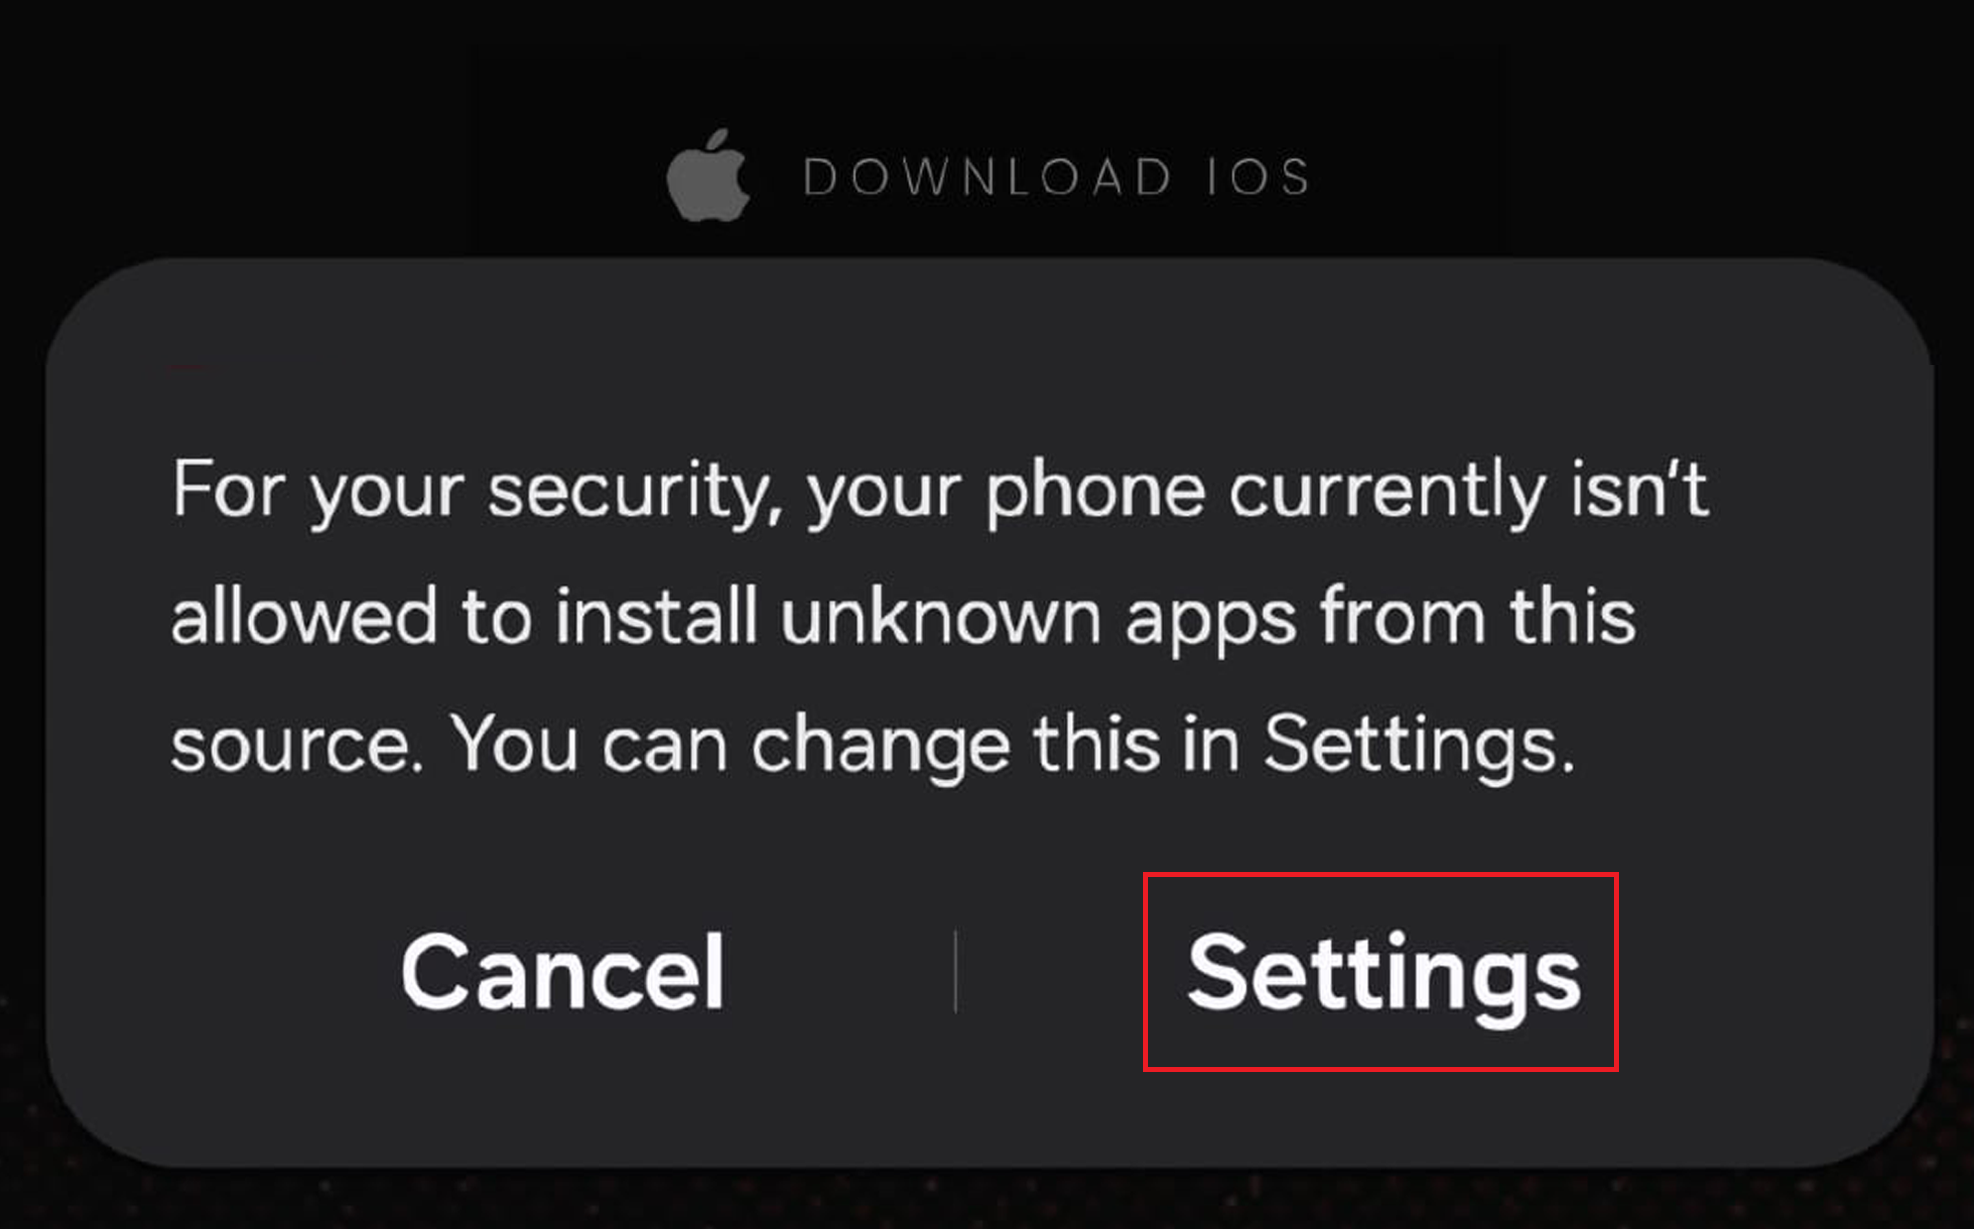 DOWNLOAD IOS
For your security, your phone currently isn't
allowed to install unknown apps from this
source. You can change this in Settings.
Cancel
Settings